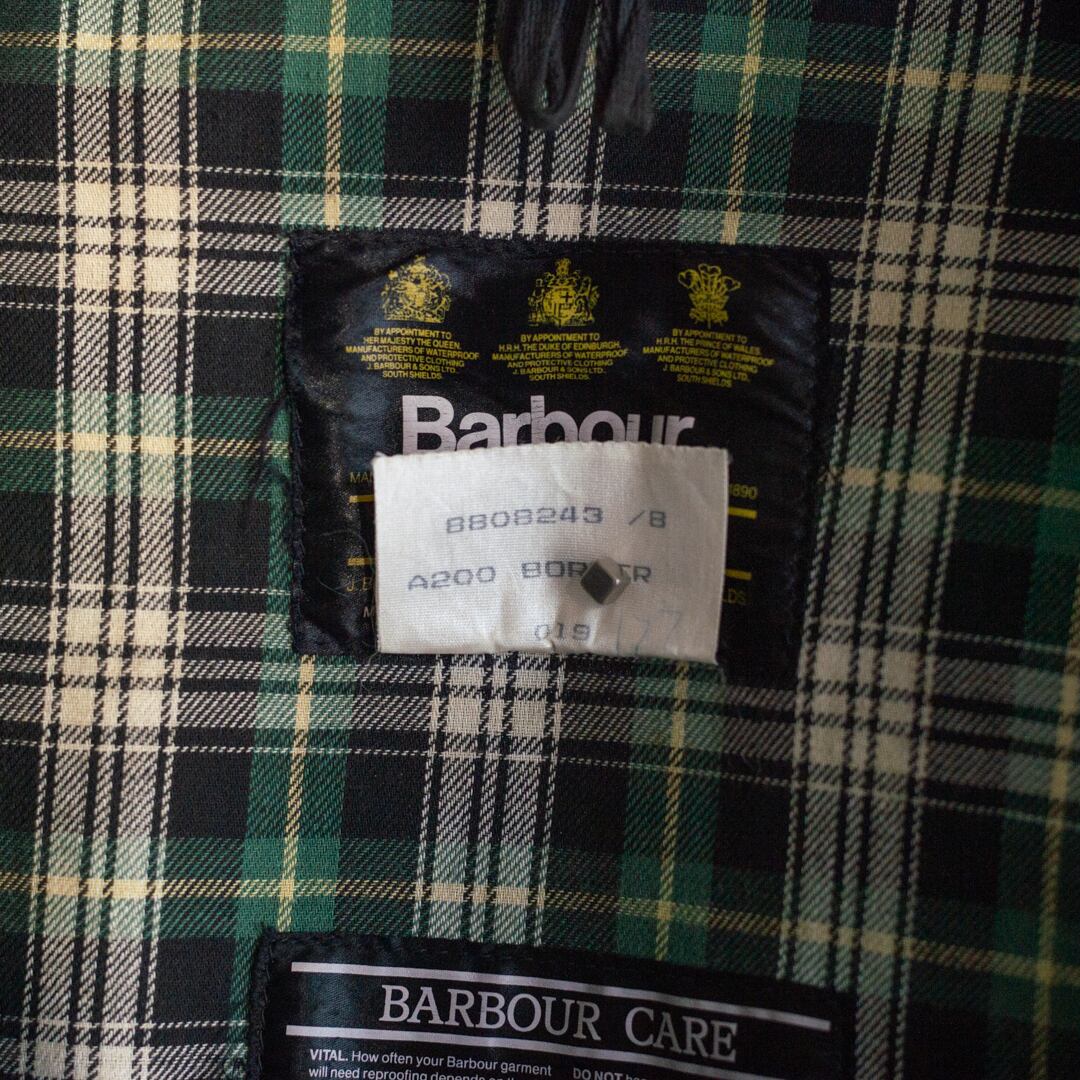 BY APPOINTMENT TO
HER MAJESTY THE QUEEN.
MANUFACTURERS OF WATERPROOF
AND PROTECTIVE CLOTHING
J. BARBOUR & SONS LTD.
SOUTH SHIELDS.
BY APPOINTMENT TO
H.R.H. THE DUKE OF EDINBURGH.
MANUFACTURERS OF WATERPROOF
AND PROTECTIVE CLOTHING
J. BARBOUR & SONS LTD.
SOUTH SHIELDS.
BY APPOINTMENT TO
H.R.H. THE PRINCE OF WALES.
MANUFACTURERS OF WATERPROOF
AND PROTECTIVE CLOTHING
J. BARBOUR & SONS LTD.
SOUTH SHIELDS.
Barbour
1890
8808243 /8
A200 BORDER
019
BARBOUR CARE
VITAL. How often your Barbour garment
will need reproofing depends on
DO NOT